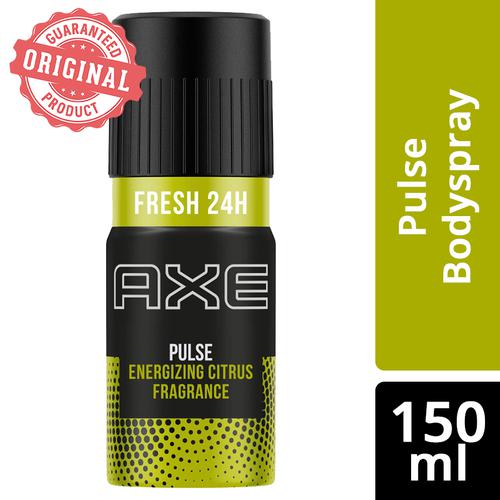 GUARANTEED
ORIGINAL
PRODUCT
FRESH 24H
AXE
PULSE
ENERGIZING CITRUS
FRAGRANCE
Pulse
Bodyspray
150
ml